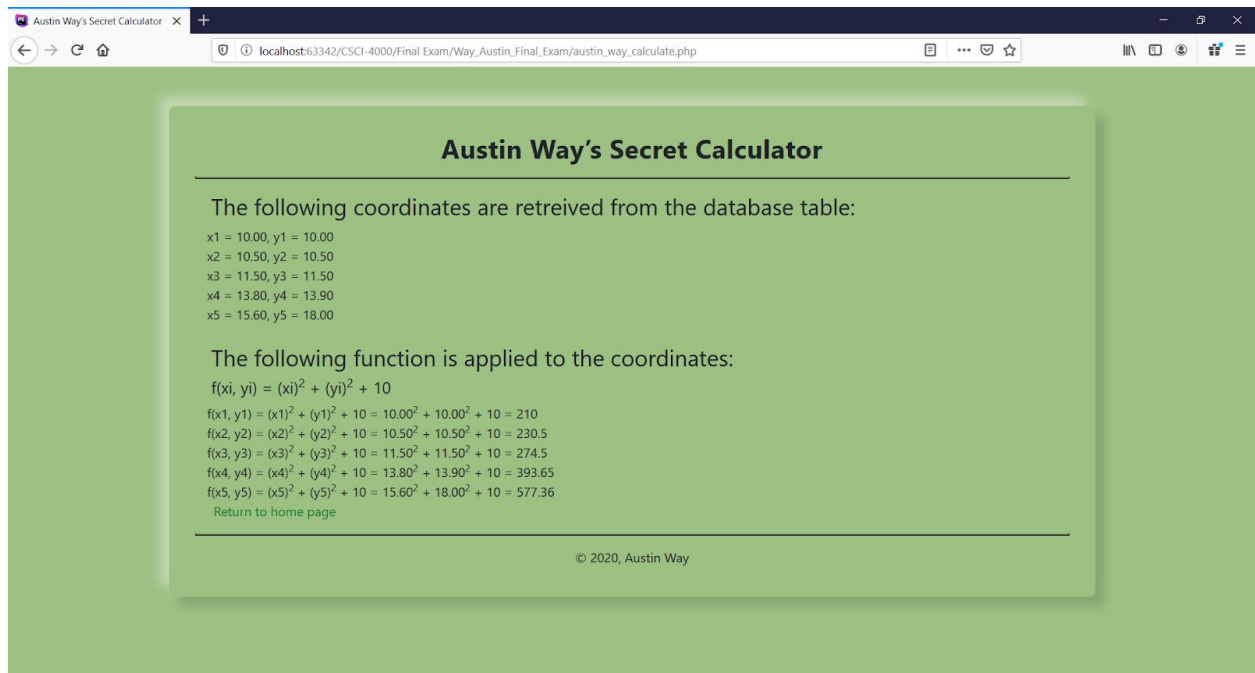 Austin Way's Secret Calculator
localhost:63342/CSCI-4000/Final Exam/Way_Austin_Final_Exam/austin_way_calculate.php
Austin Way's Secret Calculator
The following coordinates are retreived from the database table:
x1 = 10.00, y1 = 10.00
x2 = 10.50, y2 = 10.50
x3 = 11.50, y3 = 11.50
x4 = 13.80, y4 = 13.90
x5 = 15.60, y5 = 18.00
The following function is applied to the coordinates:
f(xi, yi) = (xi)² + (yi)² + 10
f(x1, y1) = (x1)² + (y1)² + 10 = 10.00² + 10.00² + 10 = 210
f(x2, y2) = (x2)² + (y2)² + 10 = 10.50² + 10.50² + 10 = 230.5
f(x3, y3) = (x3)² + (y3)² + 10 = 11.50² + 11.50² + 10 = 274.5
f(x4, y4) = (x4)² + (y4)² + 10 = 13.80² + 13.90² + 10 = 393.65
f(x5, y5) = (x5)² + (y5)² + 10 = 15.60² + 18.00² + 10 = 577.36
Return to home page
© 2020, Austin Way